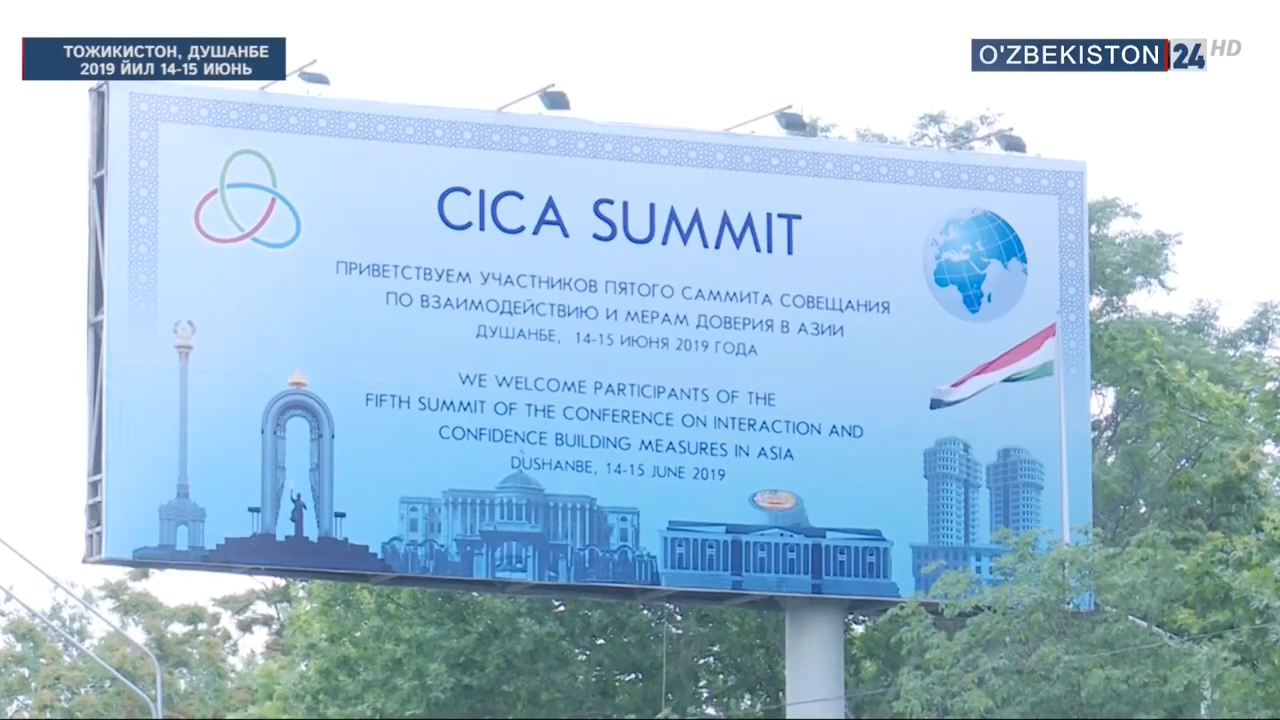 ТОЖИКИСТОН, ДУШАНБЕ
2019 ЙИЛ 14-15 ИЮНЬ
O'ZBEKISTON 24 HD
CICA SUMMIT
ПРИВЕТСТВУЕМ УЧАСТНИКОВ ПЯТОГО САММИТА СОВЕЩАНИЯ
ПО ВЗАИМОДЕЙСТВИЮ И МЕРАМ ДОВЕРИЯ В АЗИИ
ДУШАНБЕ, 14-15 ИЮНЯ 2019 ГОДА
WE WELCOME PARTICIPANTS OF THE
FIFTH SUMMIT OF THE CONFERENCE ON INTERACTION AND
CONFIDENCE BUILDING MEASURES IN ASIA
DUSHANBE, 14-15 JUNE 2019